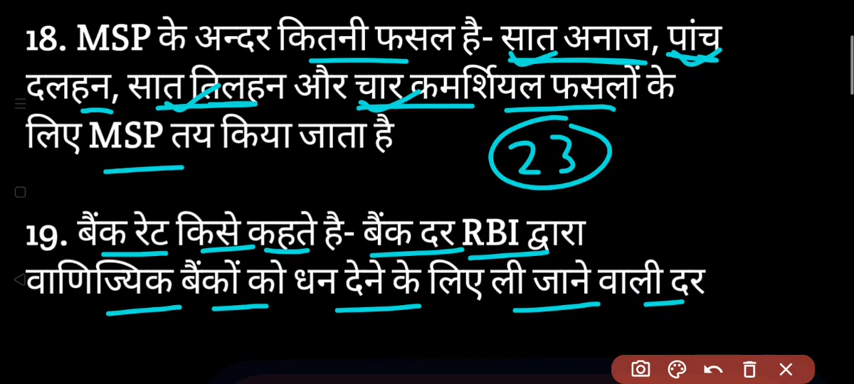 18. MSP के अन्दर कितनी फसल है- सात अनाज, पांच
दलहन, सात तिलहन और चार कमर्शियल फसलों के
लिए MSP तय किया जाता है
23
19. बैंक रेट किसे कहते है- बैंक दर RBI द्वारा
वाणिज्यिक बैंकों को धन देने के लिए ली जाने वाली दर